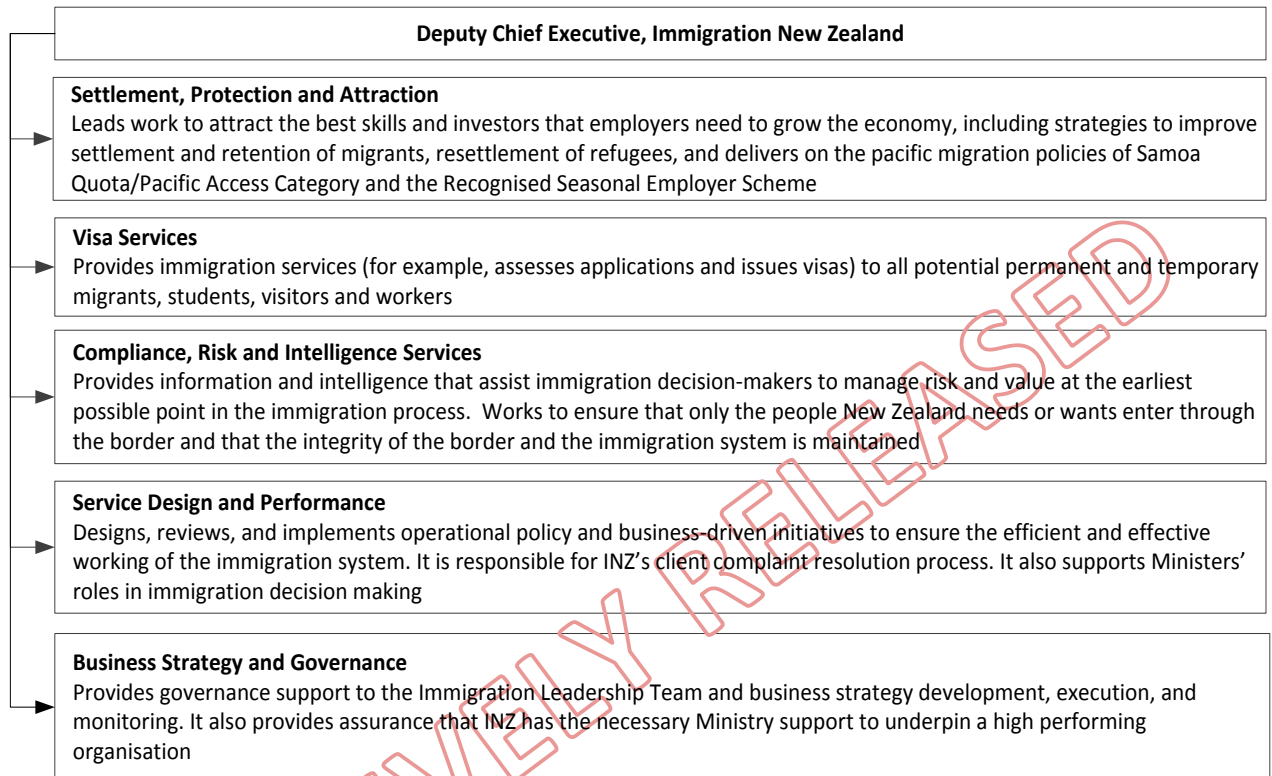 Deputy Chief Executive, Immigration New Zealand
Settlement, Protection and Attraction
Leads work to attract the best skills and investors that employers need to grow the economy, including strategies to improve
settlement and retention of migrants, resettlement of refugees, and delivers on the pacific migration policies of Samoa
Quota/Pacific Access Category and the Recognised Seasonal Employer Scheme
Visa Services
Provides immigration services (for example, assesses applications and issues visas) to all potential permanent and temporary
migrants, students, visitors and workers
Compliance, Risk and Intelligence Services
Provides information and intelligence that assist immigration decision-makers to manage risk and value at the earliest
possible point in the immigration process.  Works to ensure that only the people New Zealand needs or wants enter through
the border and that the integrity of the border and the immigration system is maintained
Service Design and Performance
Designs, reviews, and implements operational policy and business-driven initiatives to ensure the efficient and effective
working of the immigration system. It is responsible for INZ's client complaint resolution process. It also supports Ministers'
roles in immigration decision making
Business Strategy and Governance
Provides governance support to the Immigration Leadership Team and business strategy development, execution, and
monitoring. It also provides assurance that INZ has the necessary Ministry support to underpin a high performing
organisation
VELY RELEASED